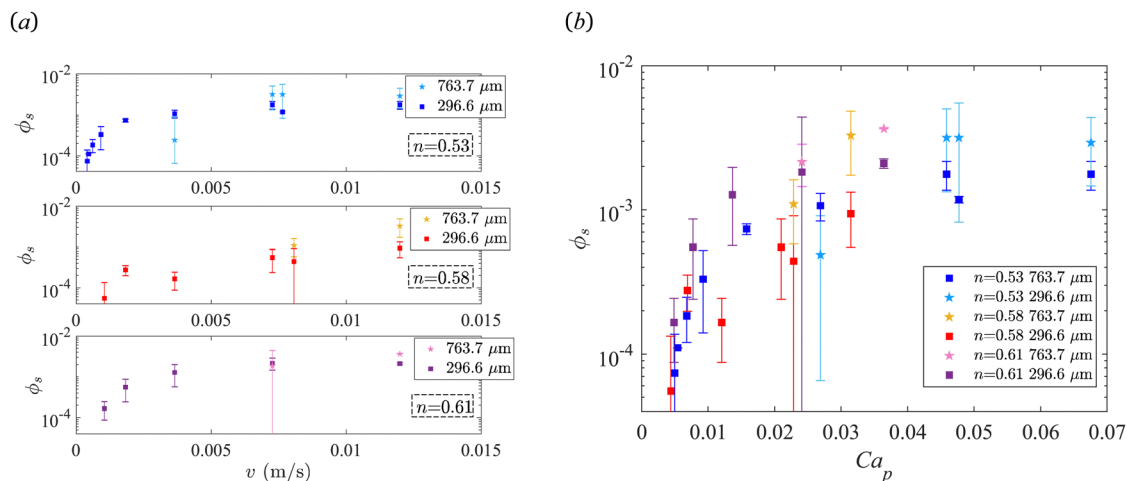 (a)
10⁻²
763.7 μm
296.6 μm
ϕₛ
10⁻⁴
n=0.53
0 0.005 0.01 0.015
10⁻²
763.7 μm
296.6 μm
ϕₛ
10⁻⁴
n=0.58
0 0.005 0.01 0.015
10⁻²
763.7 μm
296.6 μm
ϕₛ
10⁻⁴
n=0.61
0 0.005 0.01 0.015
v (m/s)
(b)
10⁻²
10⁻³
ϕₛ
10⁻⁴
n=0.53 763.7 μm
n=0.53 296.6 μm
n=0.58 763.7 μm
n=0.58 296.6 μm
n=0.61 763.7 μm
n=0.61 296.6 μm
0 0.01 0.02 0.03 0.04 0.05 0.06 0.07
Caₚ